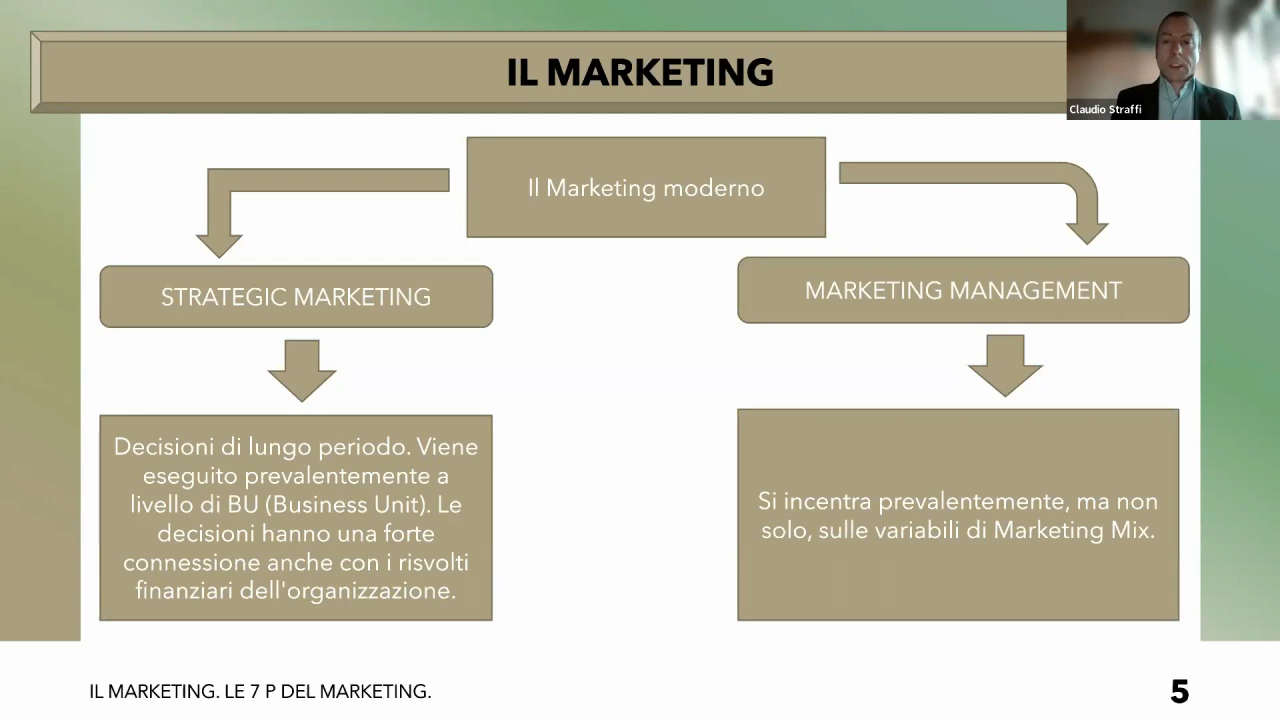 IL MARKETING
Claudio Straffi
Il Marketing moderno
STRATEGIC MARKETING
MARKETING MANAGEMENT
Decisioni di lungo periodo. Viene
eseguito prevalentemente a
livello di BU (Business Unit). Le
decisioni hanno una forte
connessione anche con i risvolti
finanziari dell'organizzazione.
Si incentra prevalentemente, ma non
solo, sulle variabili di Marketing Mix.
IL MARKETING. LE 7 P DEL MARKETING.
5